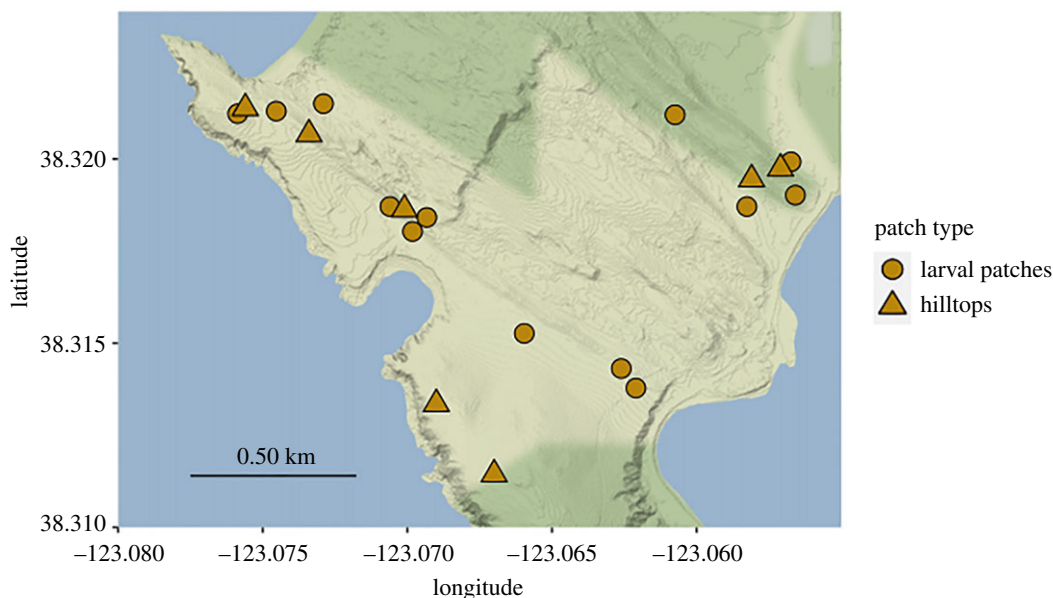 38.320
38.315
38.310
latitude
0.50 km
−123.080
−123.075
−123.070
−123.065
−123.060
longitude
patch type
larval patches
hilltops